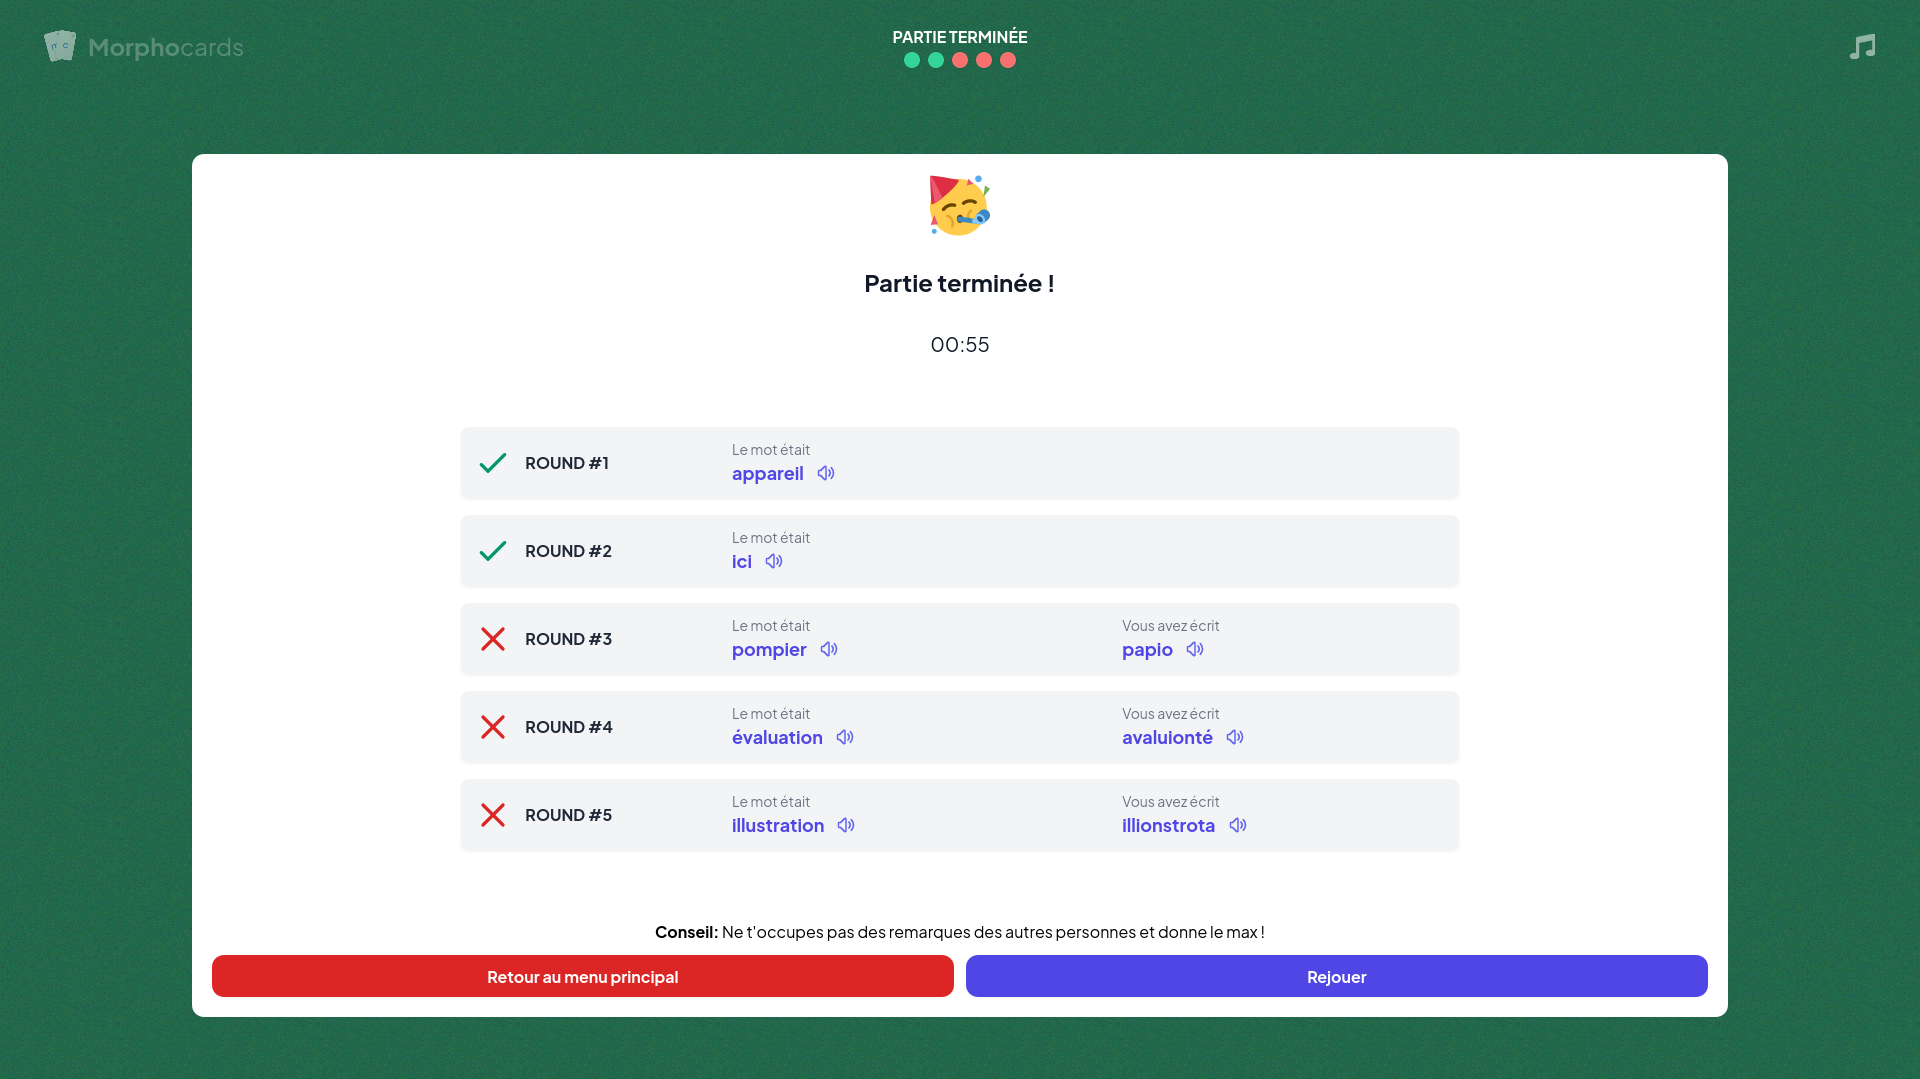 Morphocards
PARTIE TERMINÉE
Partie terminée !
00:55
ROUND #1
Le mot était
appareil
ROUND #2
Le mot était
ici
ROUND #3
Le mot était
pompier
Vous avez écrit
papio
ROUND #4
Le mot était
évaluation
Vous avez écrit
avaluionté
ROUND #5
Le mot était
illustration
Vous avez écrit
illionstrota
Conseil: Ne t'occupes pas des remarques des autres personnes et donne le max !
Retour au menu principal
Rejouer